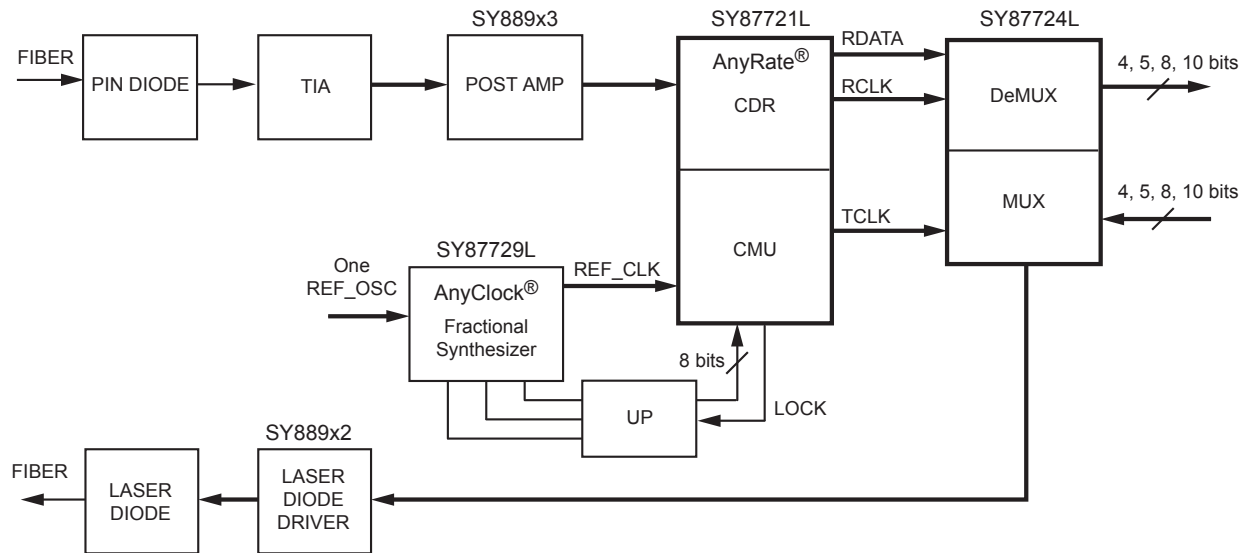 SY889x3
SY87721L
SY87724L
FIBER
PIN DIODE
TIA
POST AMP
AnyRate®
CDR
RDATA
RCLK
DeMUX
4, 5, 8, 10 bits
CMU
TCLK
MUX
4, 5, 8, 10 bits
SY87729L
One
REF_OSC
AnyClock®
Fractional
Synthesizer
REF_CLK
8 bits
UP
LOCK
SY889x2
FIBER
LASER
DIODE
LASER
DIODE
DRIVER